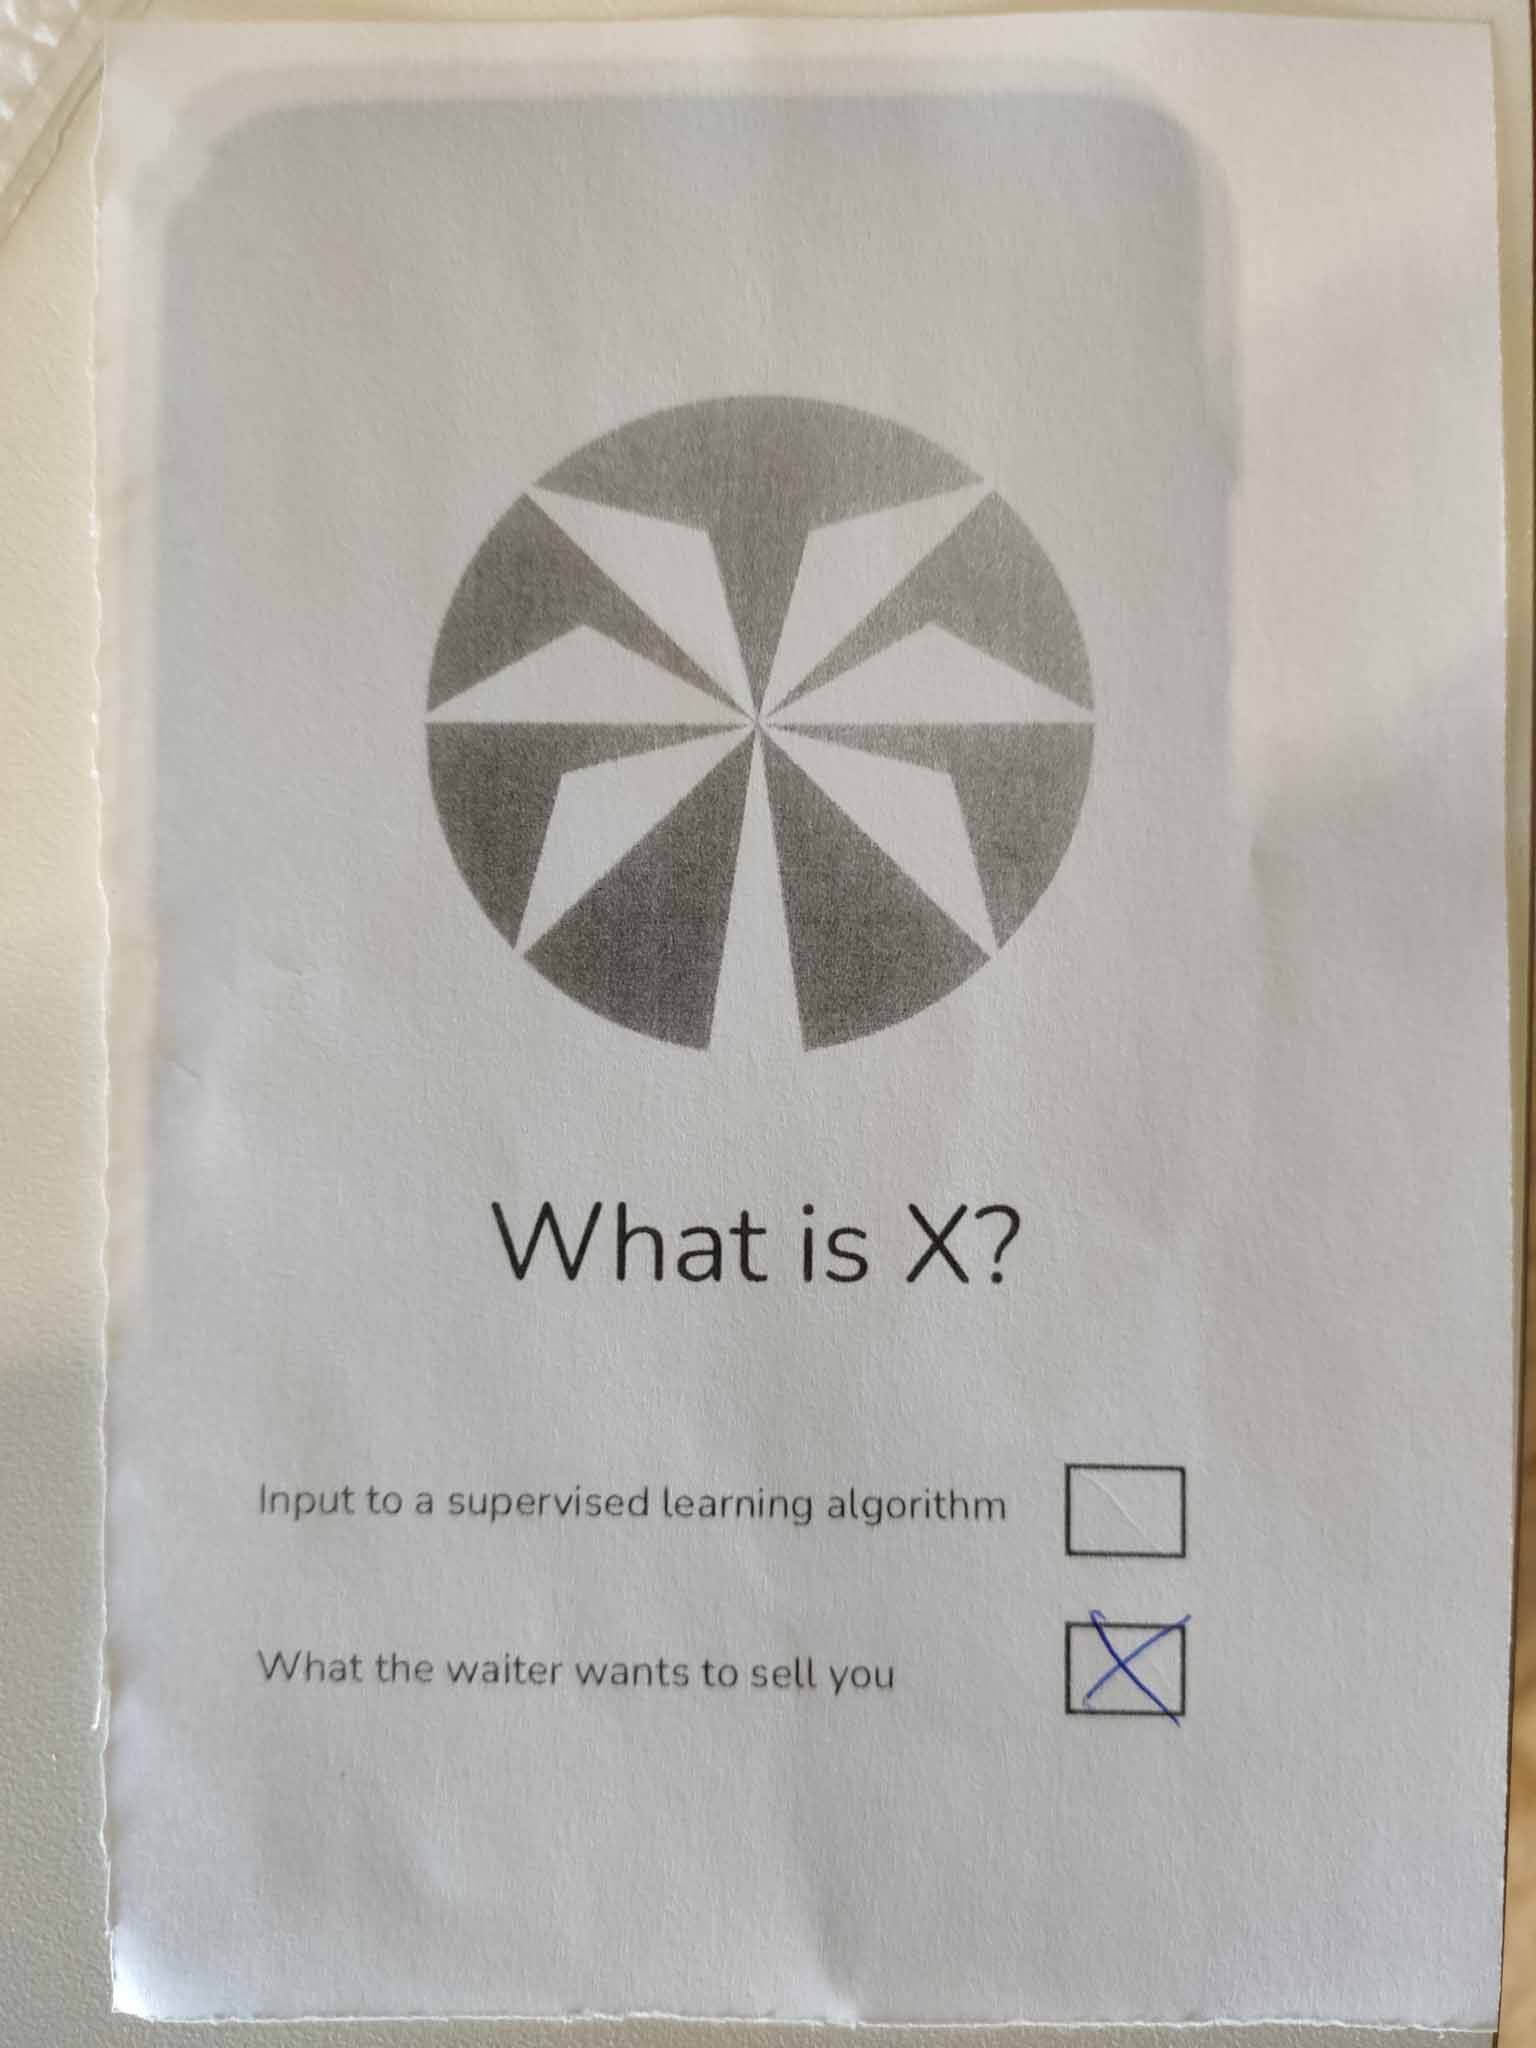 What is X?
Input to a supervised learning algorithm
What the waiter wants to sell you